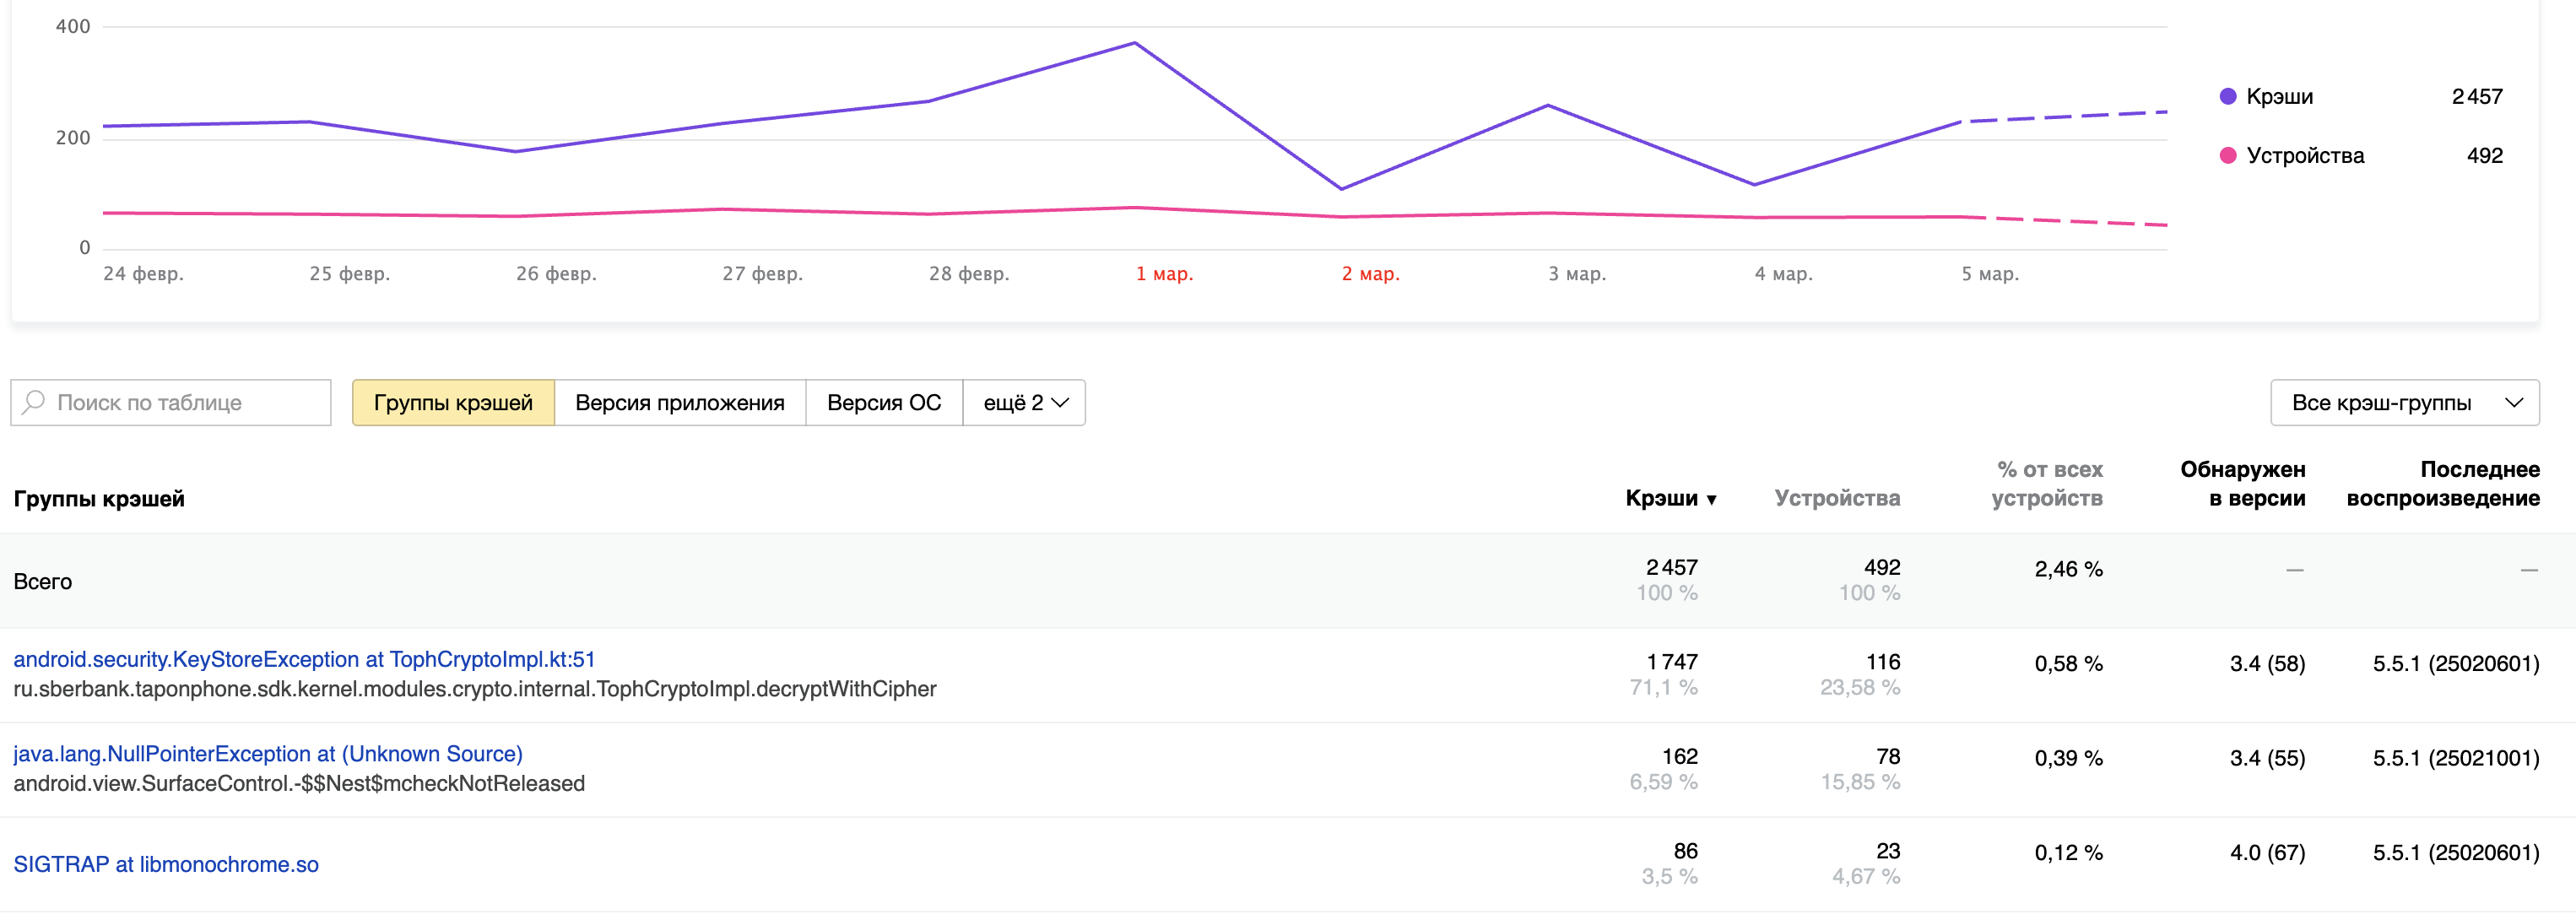 400
200
0
24 февр.
25 февр.
26 февр.
27 февр.
28 февр.
1 мар.
2 мар.
3 мар.
4 мар.
5 мар.
Крэши 2 457
Устройства 492
Поиск по таблице
Группы крэшей
Версия приложения
Версия ОС
ещё 2
Все крэш-группы
Группы крэшей
Крэши ▼
Устройства
% от всех
устройств
Обнаружен
в версии
Последнее
воспроизведение
Всего
2 457
100 %
492
100 %
2,46 %
—
—
android.security.KeyStoreException at TophCryptoImpl.kt:51
ru.sberbank.taponphone.sdk.kernel.modules.crypto.internal.TophCryptoImpl.decryptWithCipher
1 747
71,1 %
116
23,58 %
0,58 %
3.4 (58)
5.5.1 (25020601)
java.lang.NullPointerException at (Unknown Source)
android.view.SurfaceControl.-$$Nest$mcheckNotReleased
162
6,59 %
78
15,85 %
0,39 %
3.4 (55)
5.5.1 (25021001)
SIGTRAP at libmonochrome.so
86
3,5 %
23
4,67 %
0,12 %
4.0 (67)
5.5.1 (25020601)